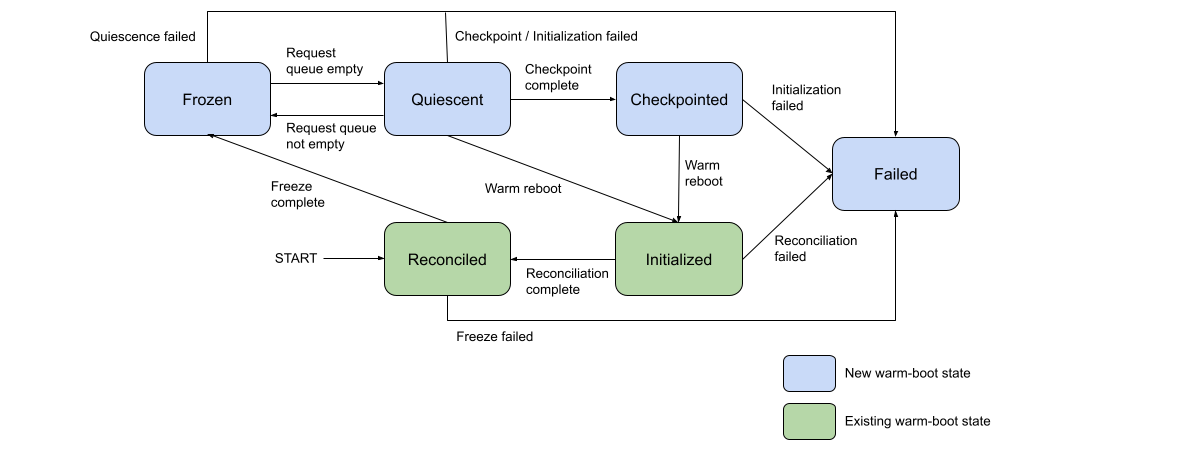 Quiescence failed
Checkpoint / Initialization failed
Request
queue empty
Checkpoint
complete
Initialization
failed
Frozen
Quiescent
Checkpointed
Request queue
not empty
Warm
reboot
Failed
Freeze
complete
Warm reboot
START
Reconciled
Initialized
Reconciliation
failed
Reconciliation
complete
Freeze failed
New warm-boot state
Existing warm-boot state